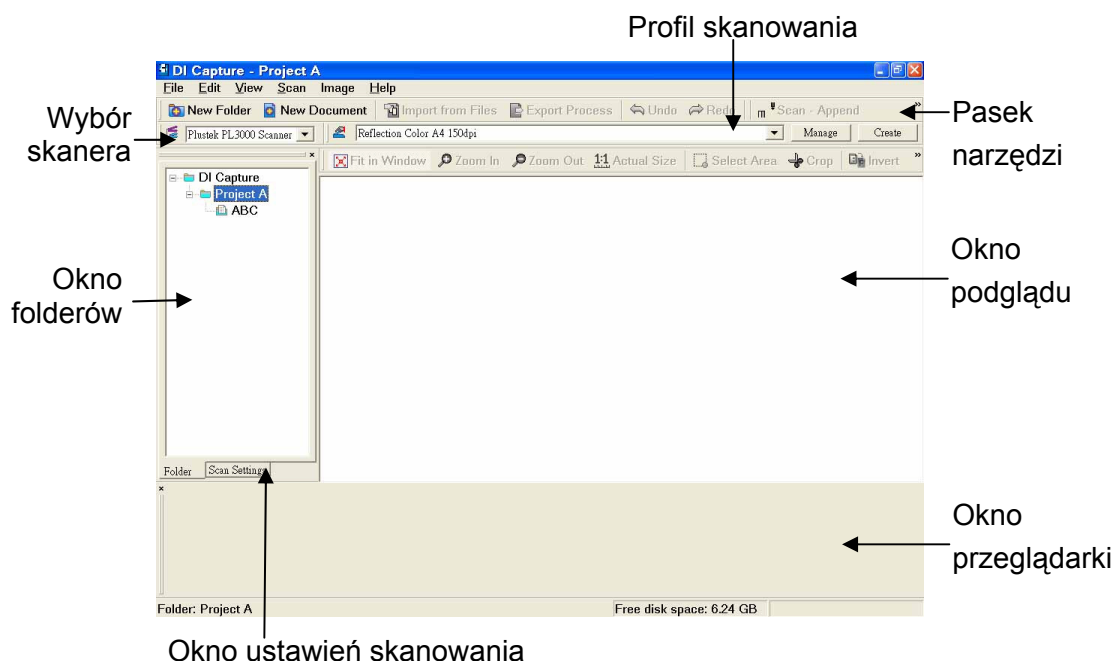 Profil skanowania
DI Capture - Project A
File Edit View Scan Image Help
New Folder New Document Import from Files Export Process Undo Redo Scan - Append »
Wybór
skanera
Pasek
narzędzi
Plustek PL3000 Scanner Reflection Color A4 150dpi Manage Create
Fit in Window Zoom In Zoom Out 1:1 Actual Size Select Area Crop Invert »
DI Capture
Project A
ABC
Okno
folderów
Okno
podglądu
Folder Scan Settings
Okno
przeglądarki
Folder: Project A Free disk space: 6.24 GB
Okno ustawień skanowania